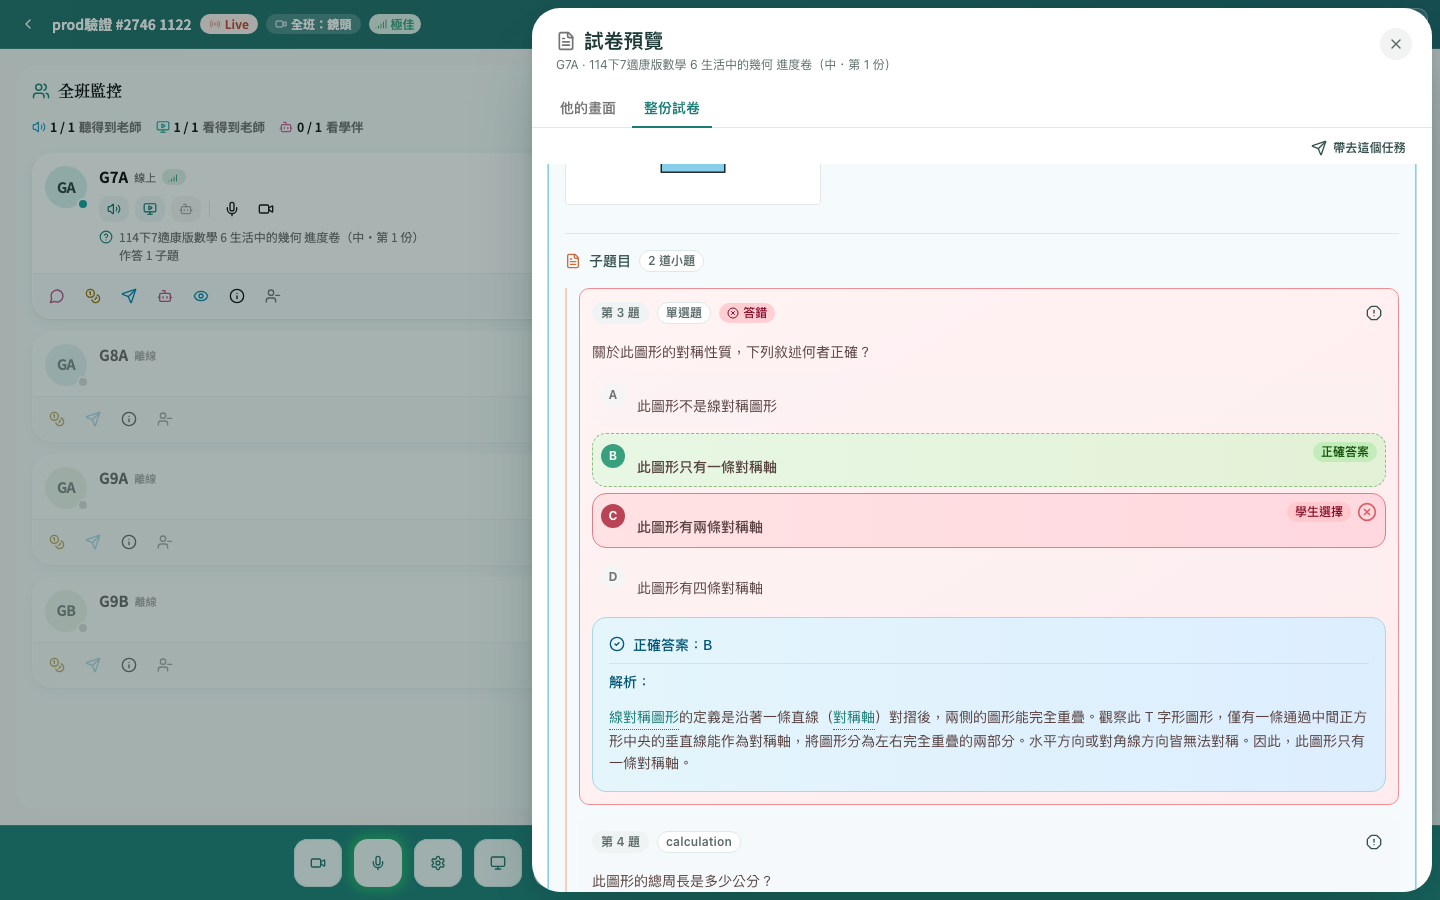 prod驗證 #2746 1122
Live
全班：鏡頭
極佳
全班監控
1 / 1 聽得到老師
1 / 1 看得到老師
0 / 1 看學伴
GA
G7A 線上
114下7適康版數學 6 生活中的幾何 進度卷（中・第 1 份）
作答 1 子題
GA
G8A 離線
GA
G9A 離線
GB
G9B 離線
試卷預覽
G7A · 114下7適康版數學 6 生活中的幾何 進度卷（中・第 1 份）
他的畫面
整份試卷
帶去這個任務
子題目
2 道小題
第 3 題
單選題
答錯
關於此圖形的對稱性質，下列敘述何者正確？
A
此圖形不是線對稱圖形
B
此圖形只有一條對稱軸
正確答案
C
此圖形有兩條對稱軸
學生選擇
D
此圖形有四條對稱軸
正確答案：B
解析：
線對稱圖形的定義是沿著一條直線（對稱軸）對摺後，兩側的圖形能完全重疊。觀察此 T 字形圖形，僅有一條通過中間正方
形中央的垂直線能作為對稱軸，將圖形分為左右完全重疊的兩部分。水平方向或對角線方向皆無法對稱。因此，此圖形只有
一條對稱軸。
第 4 題
calculation
此圖形的總周長是多少公分？